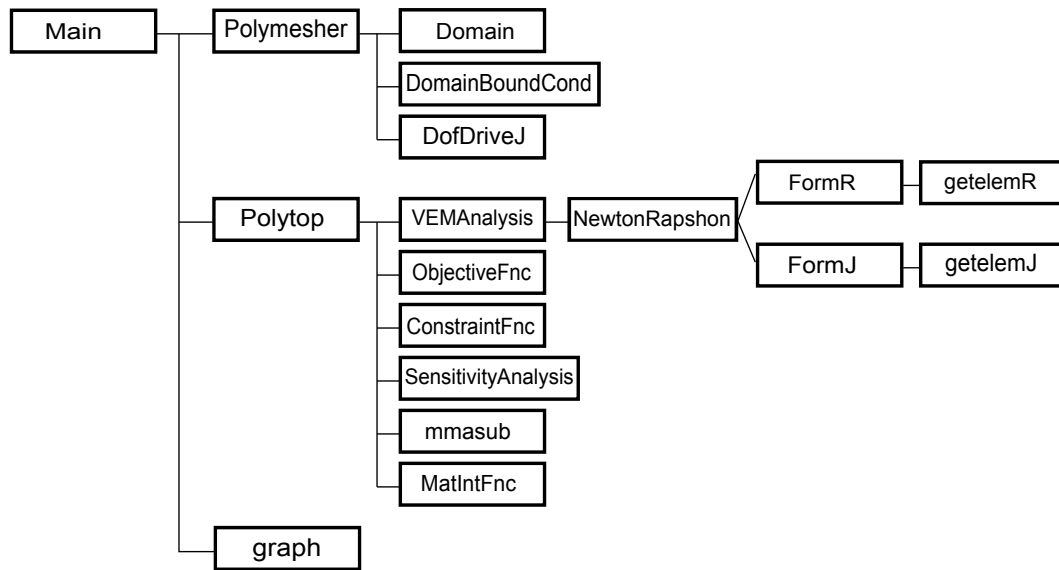 Main
Polymesher
Domain
DomainBoundCond
DofDriveJ
Polytop
VEMAnalysis
NewtonRapshon
FormR
getelemR
FormJ
getelemJ
ObjectiveFnc
ConstraintFnc
SensitivityAnalysis
mmasub
MatIntFnc
graph